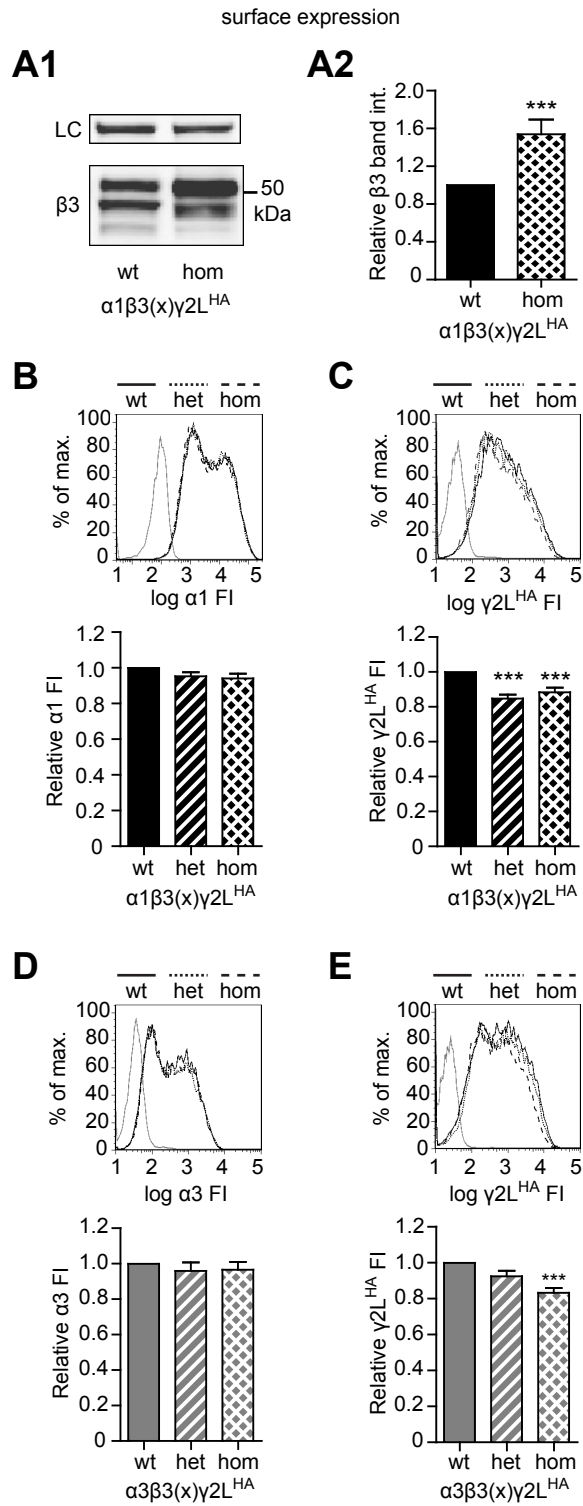 surface expression
A1
LC
β3
50
kDa
wt hom
α1β3(x)γ2L^HA
A2
Relative β3 band int.
2.0
1.6
1.2
0.8
0.4
0
***
wt hom
α1β3(x)γ2L^HA
B
wt het hom
% of max.
100
80
60
40
20
0
1 2 3 4 5
log α1 FI
Relative α1 FI
1.2
1.0
0.8
0.6
0.4
0.2
0
wt het hom
α1β3(x)γ2L^HA
C
wt het hom
% of max.
100
80
60
40
20
0
1 2 3 4 5
log γ2L^HA FI
Relative γ2L^HA FI
1.2
1.0
0.8
0.6
0.4
0.2
0
*** ***
wt het hom
α1β3(x)γ2L^HA
D
wt het hom
% of max.
100
80
60
40
20
0
1 2 3 4 5
log α3 FI
Relative α3 FI
1.2
1.0
0.8
0.6
0.4
0.2
0
wt het hom
α3β3(x)γ2L^HA
E
wt het hom
% of max.
100
80
60
40
20
0
1 2 3 4 5
log γ2L^HA FI
Relative γ2L^HA FI
1.2
1.0
0.8
0.6
0.4
0.2
0
***
wt het hom
α3β3(x)γ2L^HA